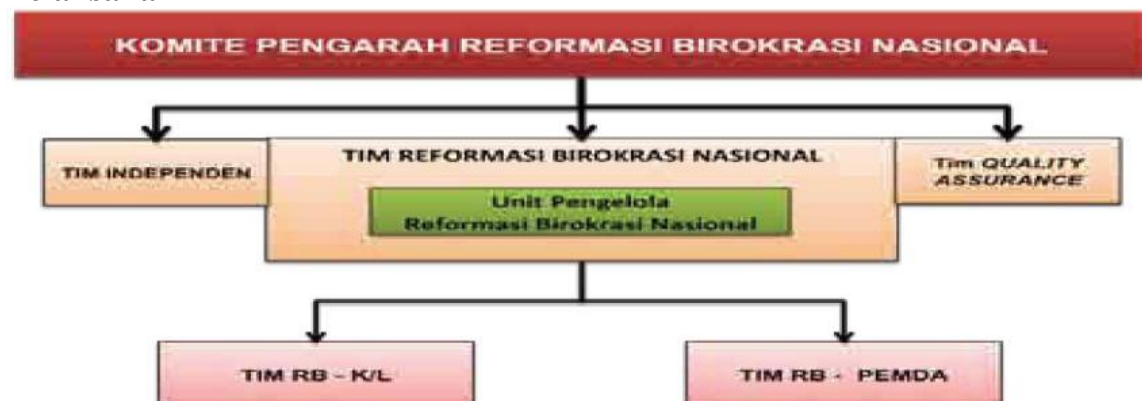 KOMITE PENGARAH REFORMASI BIROKRASI NASIONAL
TIM INDEPENDEN
TIM REFORMASI BIROKRASI NASIONAL
Unit Pengelola
Reformasi Birokrasi Nasional
Tim QUALITY
ASSURANCE
TIM RB - K/L
TIM RB - PEMDA